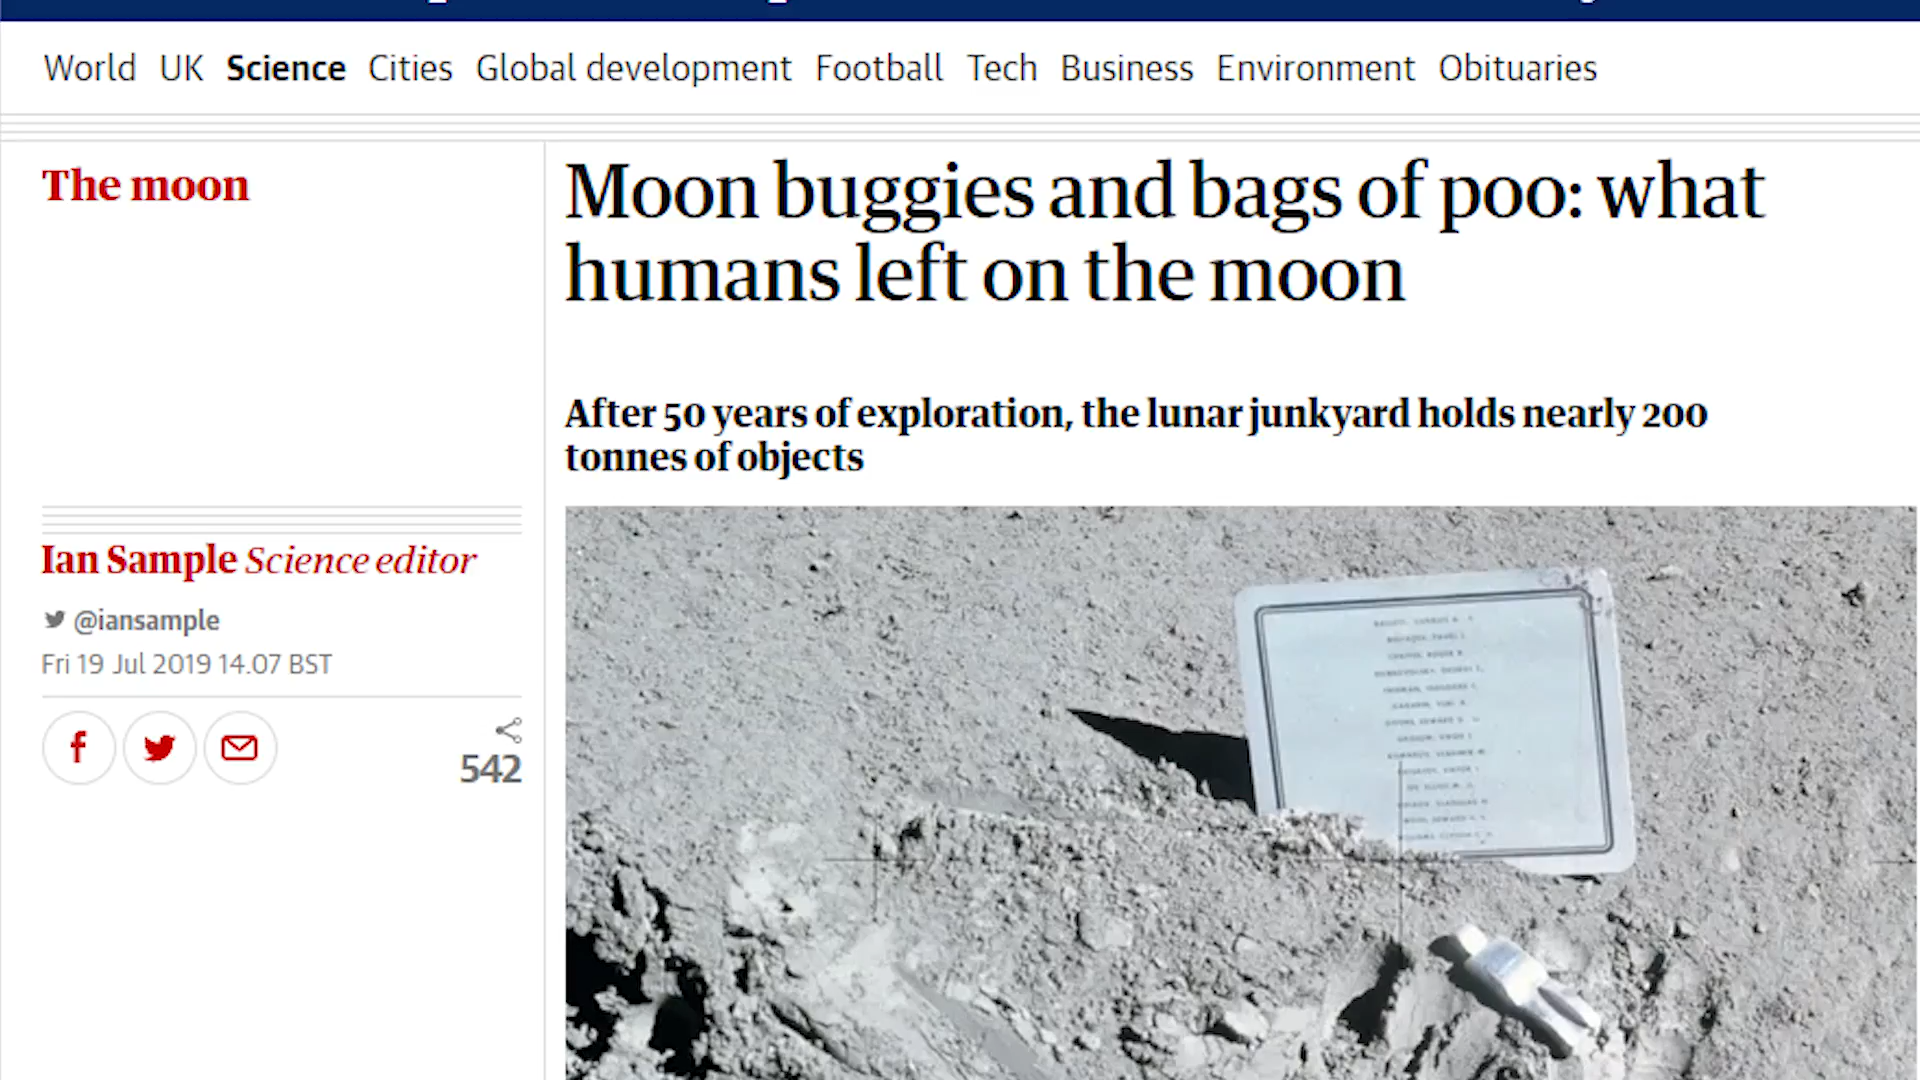 World UK Science Cities Global development Football Tech Business Environment Obituaries
The moon
Moon buggies and bags of poo: what
humans left on the moon
After 50 years of exploration, the lunar junkyard holds nearly 200
tonnes of objects
Ian Sample Science editor
@iansample
Fri 19 Jul 2019 14.07 BST
542